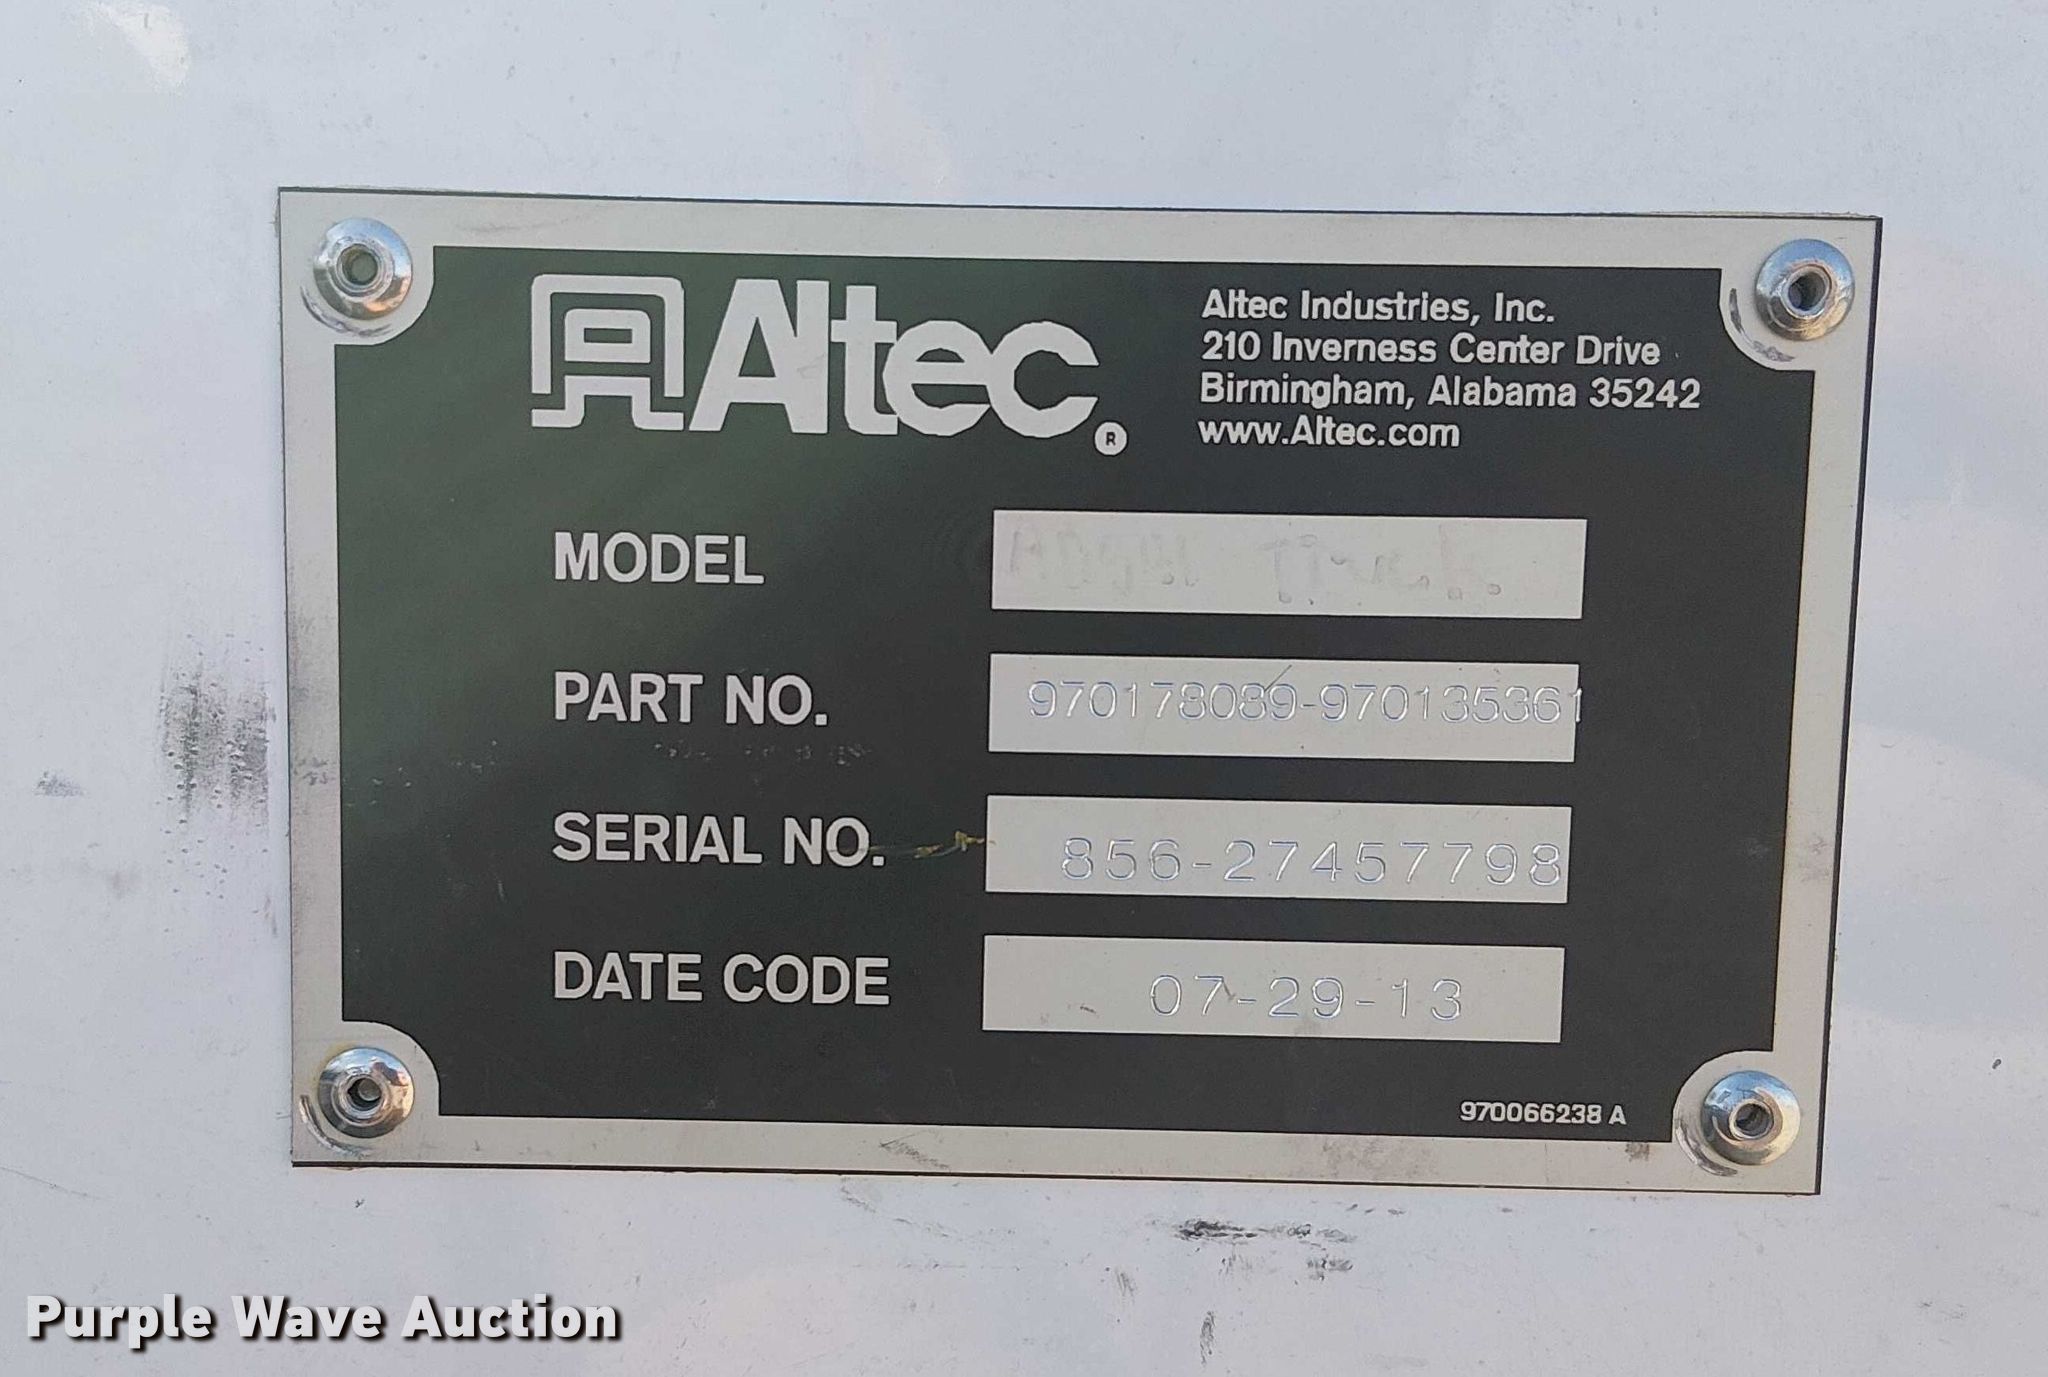 Altec®
Altec Industries, Inc.
210 Inverness Center Drive
Birmingham, Alabama 35242
www.Altec.com
MODEL
PART NO. 970178089-970135361
SERIAL NO. 856-27457798
DATE CODE 07-29-13
970066238 A
Purple Wave Auction